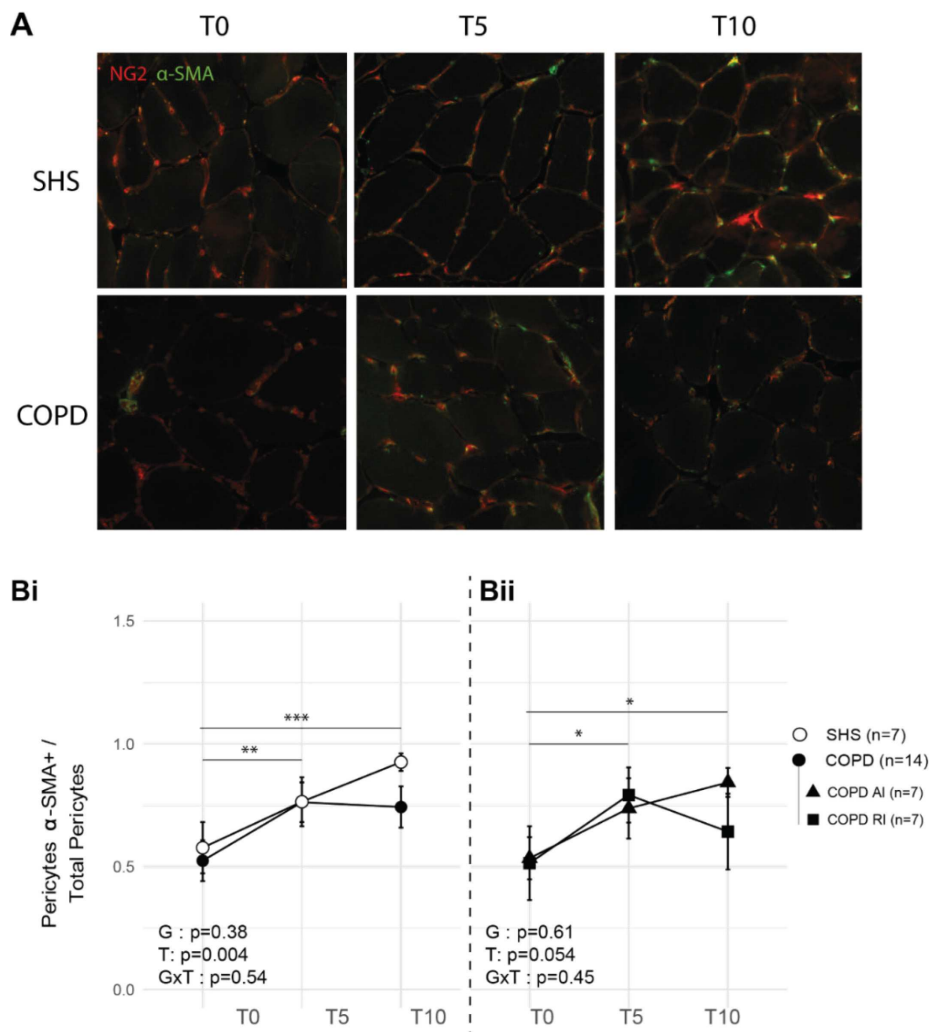 A
T0 T5 T10
NG2 α-SMA
SHS
COPD
Bi
Bii
Pericytes α-SMA+ /
Total Pericytes
1.5
1.0
0.5
0.0
***
**
G : p=0.38
T: p=0.004
GxT : p=0.54
T0 T5 T10
*
*
G : p=0.61
T: p=0.054
GxT : p=0.45
T0 T5 T10
SHS (n=7)
COPD (n=14)
COPD AI (n=7)
COPD RI (n=7)